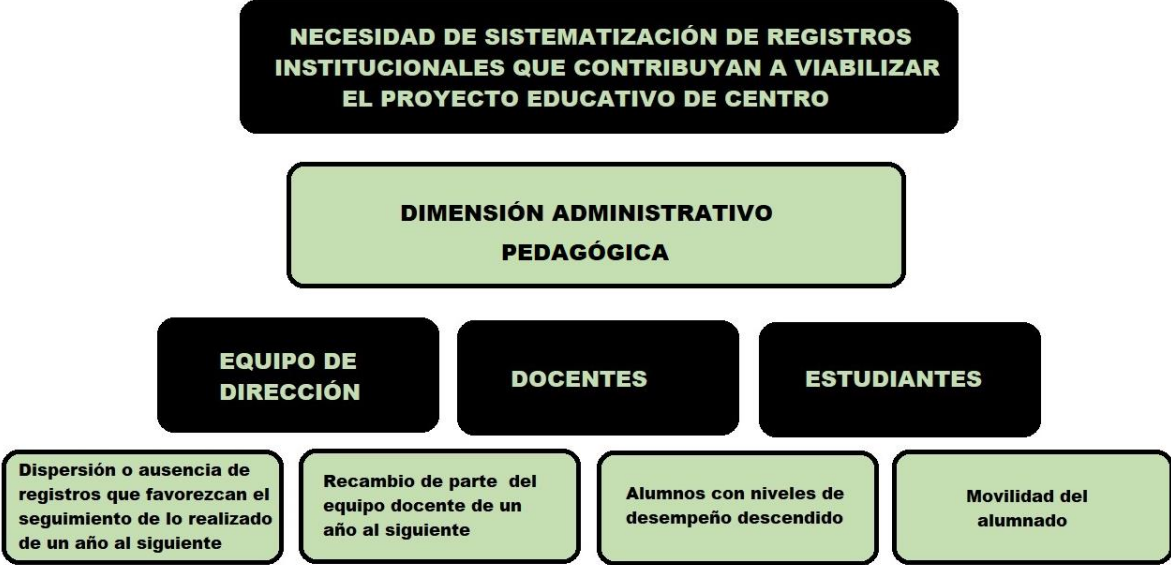 NECESIDAD DE SISTEMATIZACIÓN DE REGISTROS
INSTITUCIONALES QUE CONTRIBUYAN A VIABILIZAR
EL PROYECTO EDUCATIVO DE CENTRO
DIMENSIÓN ADMINISTRATIVO
PEDAGÓGICA
EQUIPO DE
DIRECCIÓN
DOCENTES
ESTUDIANTES
Dispersión o ausencia de
registros que favorezcan el
seguimiento de lo realizado
de un año al siguiente
Recambio de parte del
equipo docente de un
año al siguiente
Alumnos con niveles de
desempeño descendido
Movilidad del
alumnado